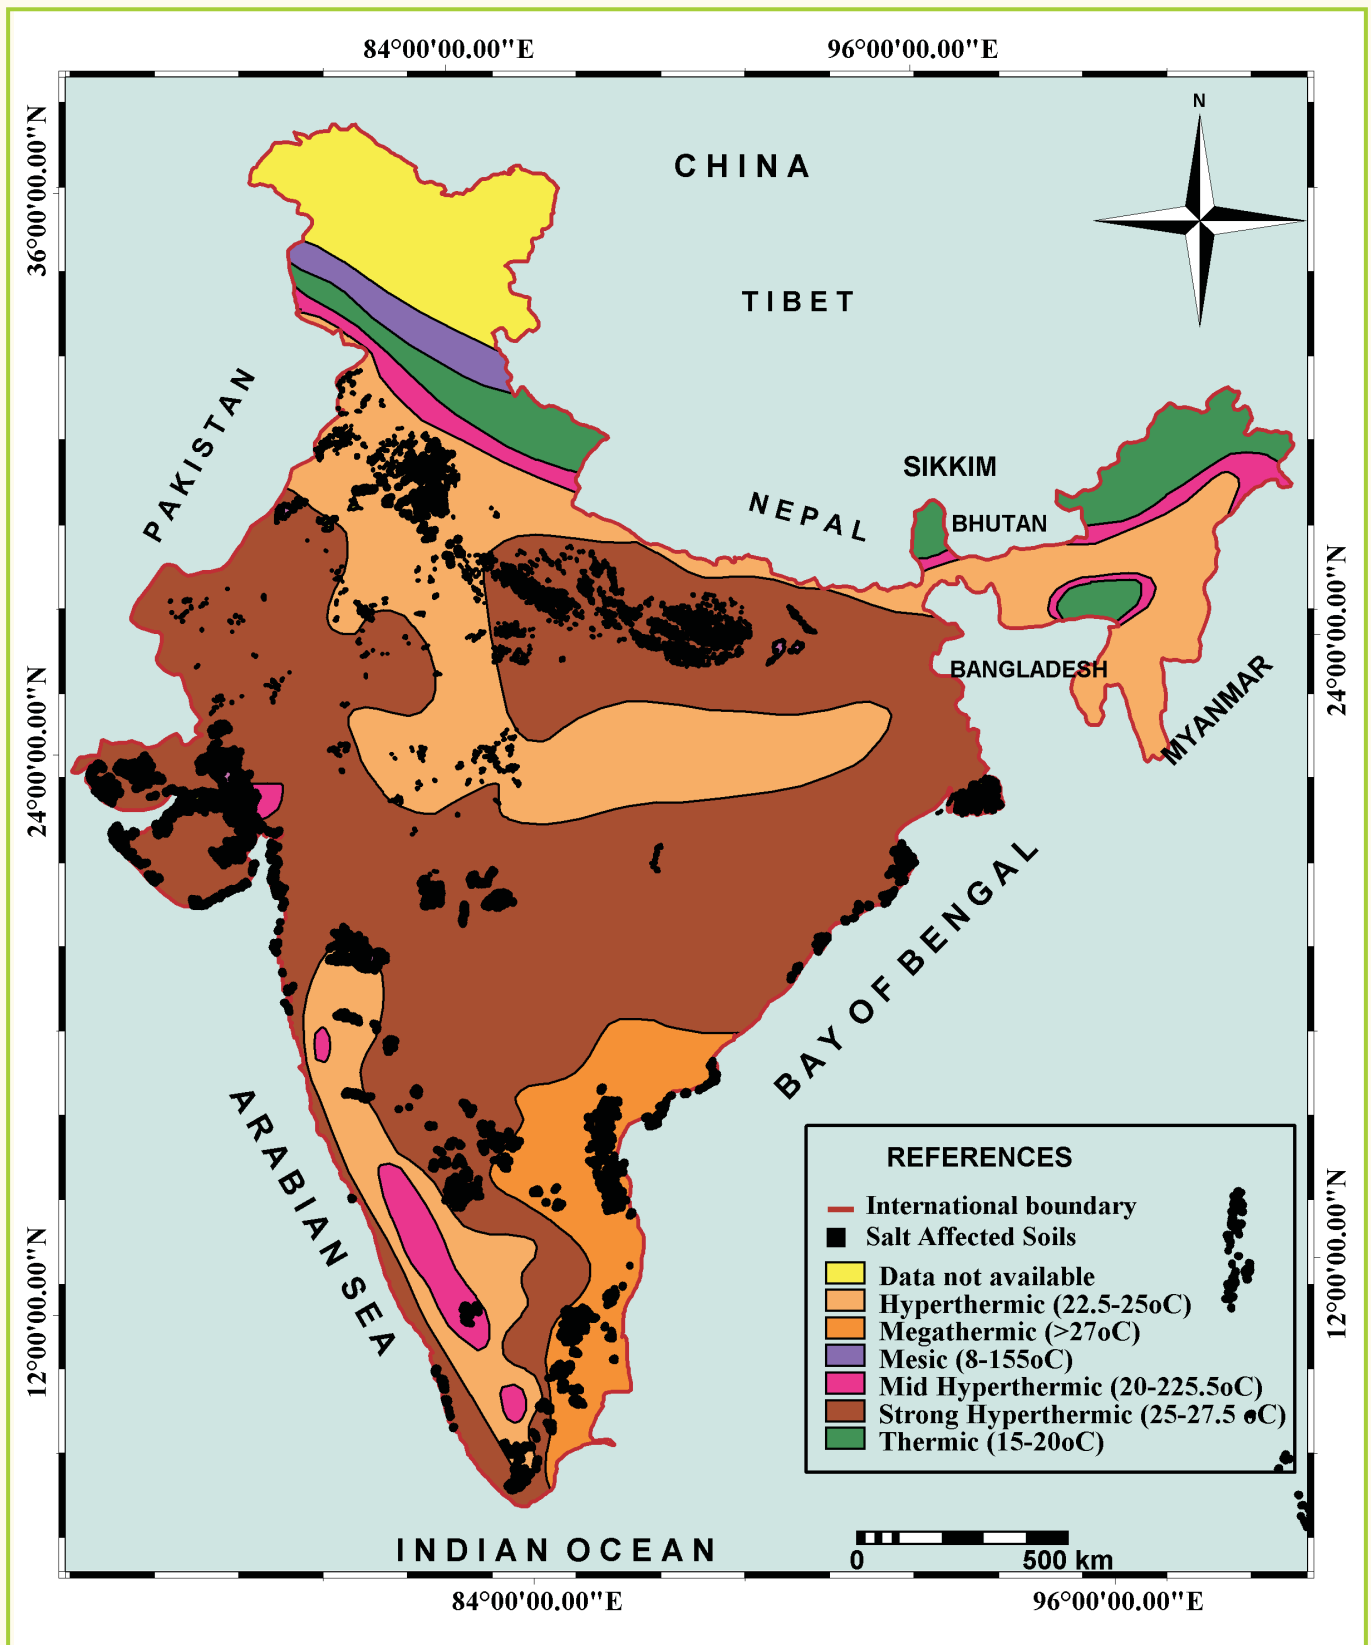 84°00'00.00"E
96°00'00.00"E
36°00'00.00"N
24°00'00.00"N
12°00'00.00"N
N
CHINA
TIBET
PAKISTAN
NEPAL
SIKKIM
BHUTAN
BANGLADESH
MYANMAR
24°00'00.00"N
12°00'00.00"N
BAY OF BENGAL
ARABIAN SEA
INDIAN OCEAN
REFERENCES
International boundary
Salt Affected Soils
Data not available
Hyperthermic (22.5-25oC)
Megathermic (>27oC)
Mesic (8-155oC)
Mid Hyperthermic (20-225.5oC)
Strong Hyperthermic (25-27.5 oC)
Thermic (15-20oC)
0 500 km
84°00'00.00"E
96°00'00.00"E